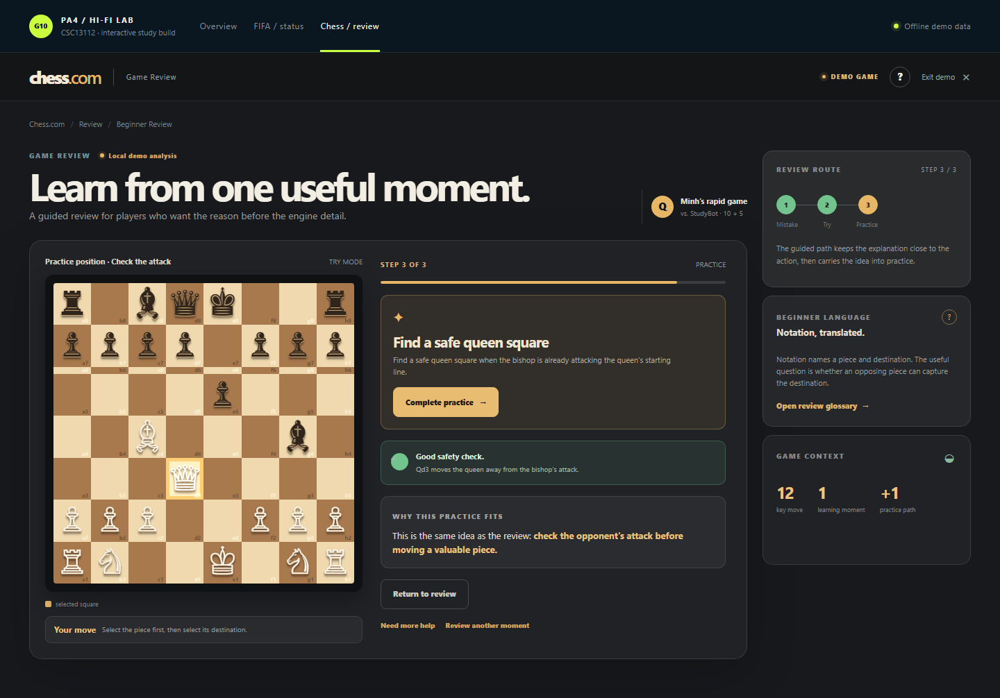 G10
PA4 / HI-FI LAB
CSC13112 · interactive study build
Overview
FIFA / status
Chess / review
Offline demo data
chess.com
Game Review
DEMO GAME
?
Exit demo ×
Chess.com / Review / Beginner Review
GAME REVIEW
Local demo analysis
Learn from one useful moment.
A guided review for players who want the reason before the engine detail.
Q
Minh's rapid game
vs. StudyBot · 10 + 5
Practice position · Check the attack
TRY MODE
a8 b8 c8 d8 e8 f8 g8 h8
a7 b7 c7 d7 e7 f7 g7 h7
a6 b6 c6 d6 e6 f6 g6 h6
a5 b5 c5 d5 e5 f5 g5 h5
a4 b4 c4 d4 e4 f4 g4 h4
a3 b3 c3 d3 e3 f3 g3 h3
a2 b2 c2 d2 e2 f2 g2 h2
a1 b1 c1 d1 e1 f1 g1 h1
selected square
Your move Select the piece first, then select its destination.
STEP 3 OF 3
PRACTICE
Find a safe queen square
Find a safe queen square when the bishop is already attacking the queen's starting
line.
Complete practice →
Good safety check.
Qd3 moves the queen away from the bishop's attack.
WHY THIS PRACTICE FITS
This is the same idea as the review: check the opponent's attack before
moving a valuable piece.
Return to review
Need more help
Review another moment
REVIEW ROUTE
STEP 3 / 3
1 2 3
Mistake Try Practice
The guided path keeps the explanation close to the
action, then carries the idea into practice.
BEGINNER LANGUAGE
?
Notation, translated.
Notation names a piece and destination. The useful
question is whether an opposing piece can capture
the destination.
Open review glossary →
GAME CONTEXT
12 1 +1
key move learning moment practice path